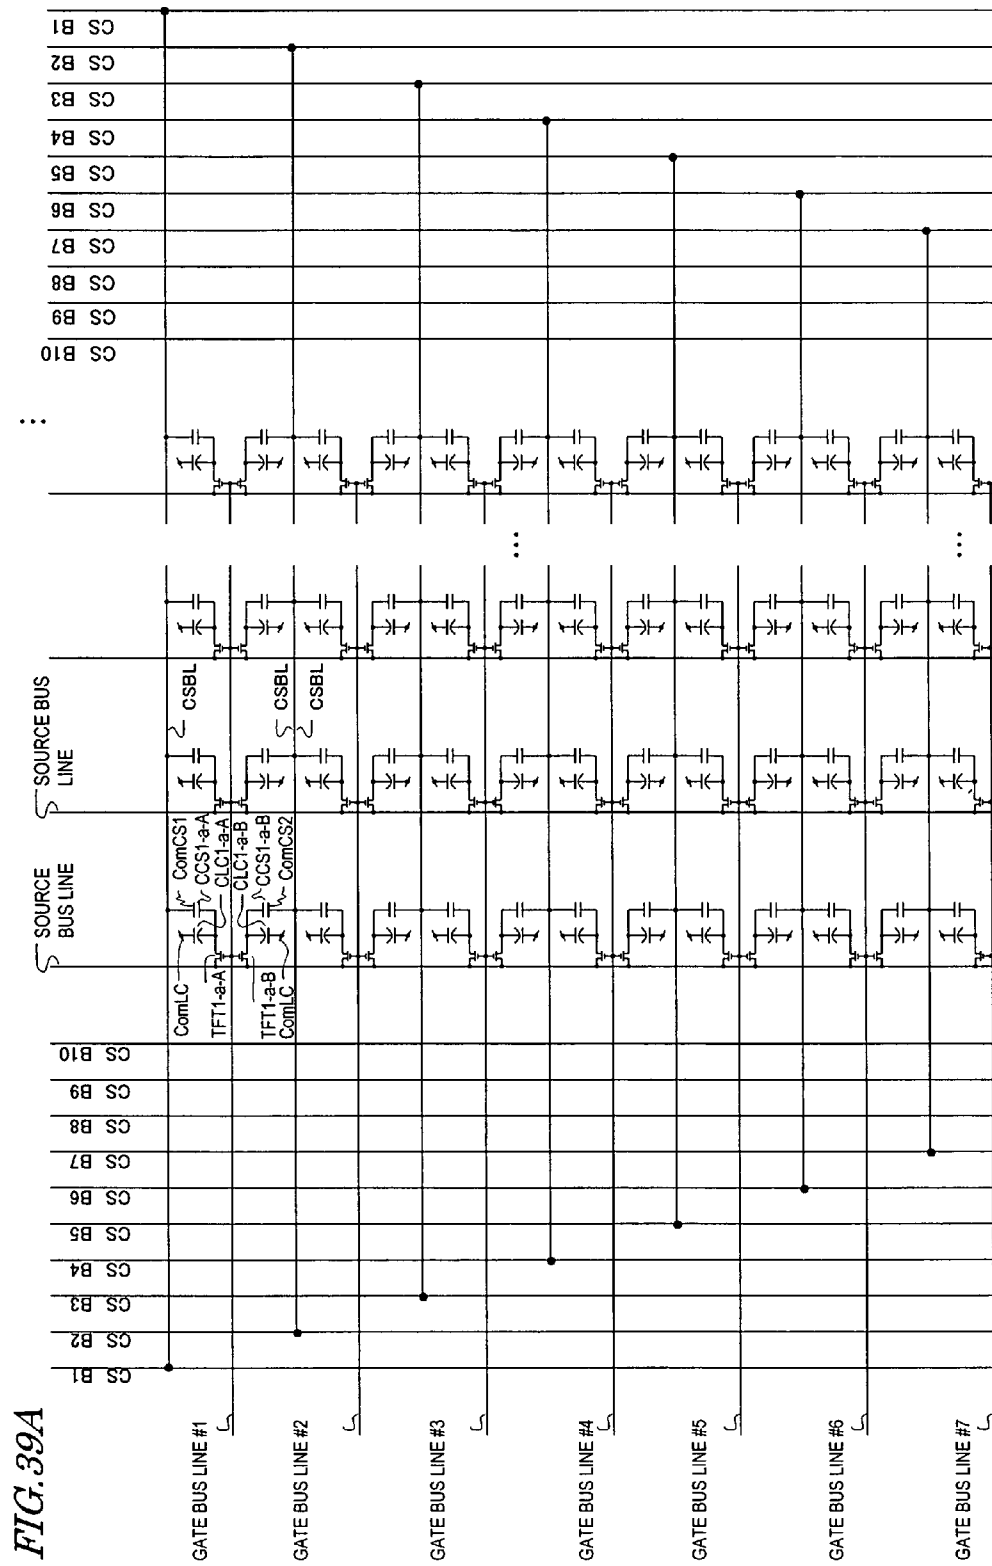 FIG.39A
CS B1
CS B2
CS B3
CS B4
CS B5
CS B6
CS B7
CS B8
CS B9
CS B10
⋮
SOURCE BUS
LINE
SOURCE
BUS LINE
CSBL
CSBL
CSBL
ComCS1
CCS1-a-A
CLC1-a-A
CLC1-a-B
CCS1-a-B
ComCS2
ComLC
TFT1-a-A
TFT1-a-B
ComLC
...
...
CS B10
CS B9
CS B8
CS B7
CS B6
CS B5
CS B4
CS B3
CS B2
CS B1
GATE BUS LINE #1
GATE BUS LINE #2
GATE BUS LINE #3
GATE BUS LINE #4
GATE BUS LINE #5
GATE BUS LINE #6
GATE BUS LINE #7